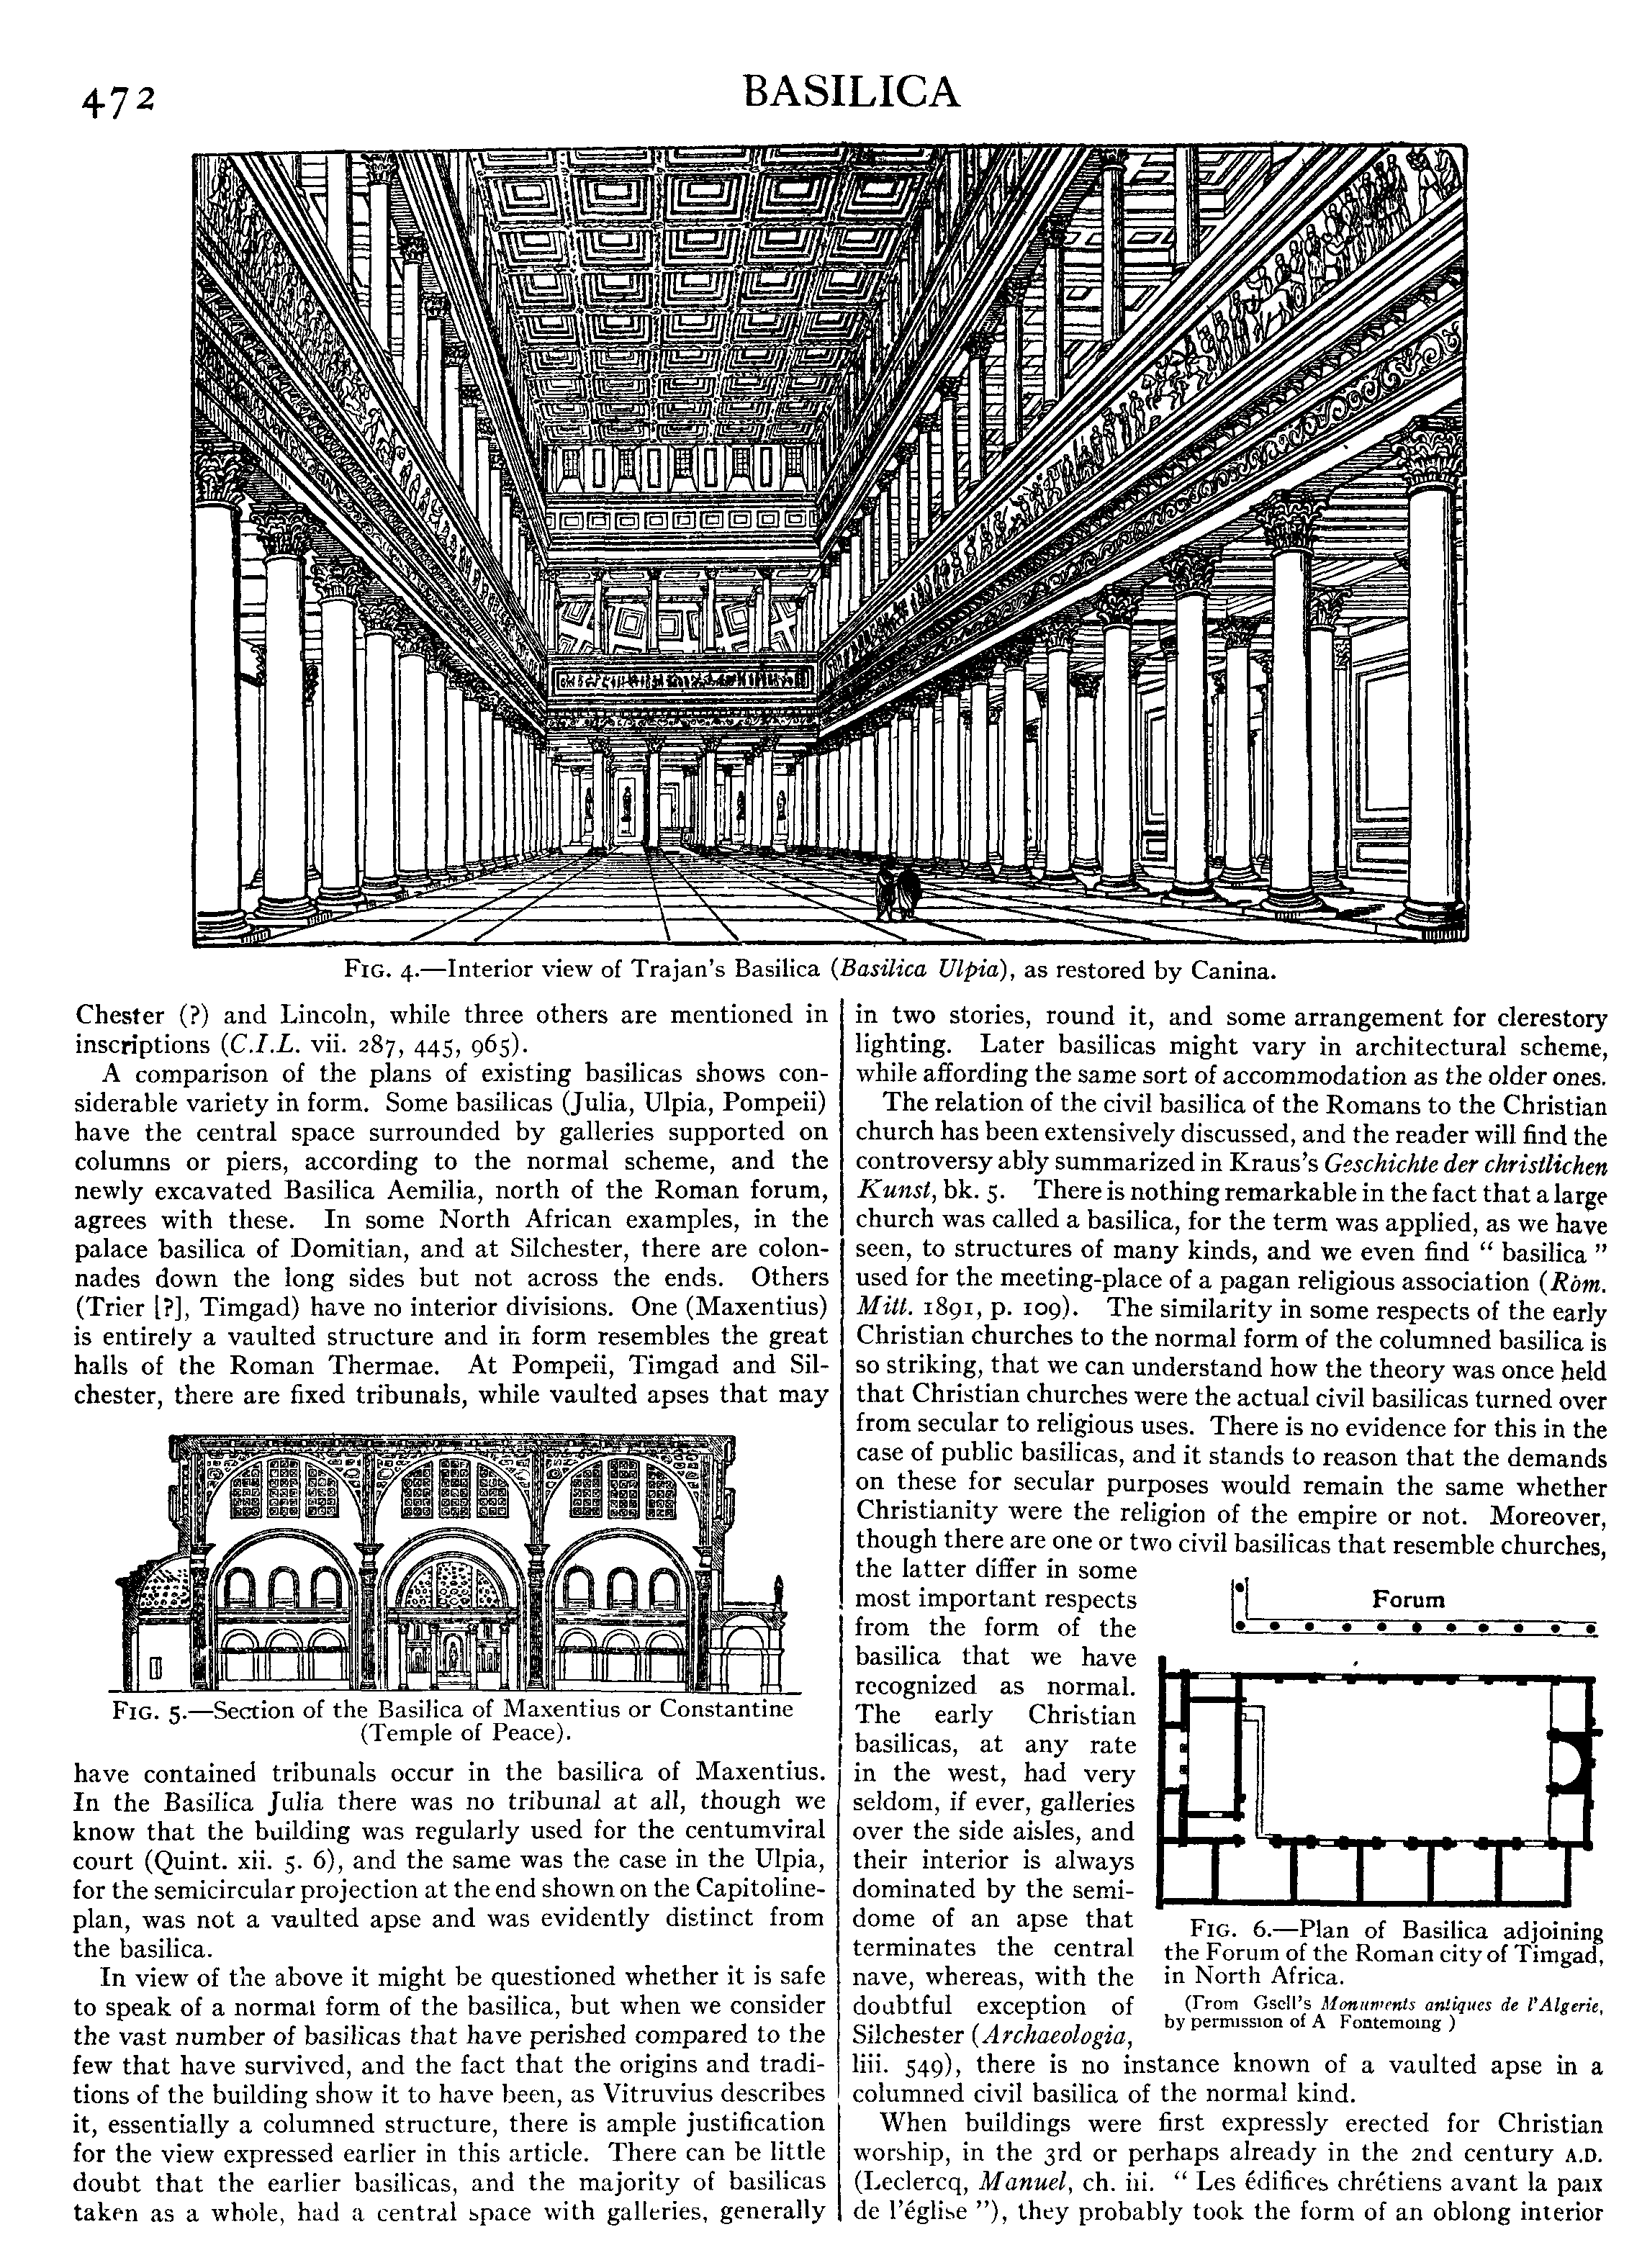 472
BASILICA
FIG. 4.—Interior view of Trajan's Basilica (Basilica Ulpia), as restored by Canina.
Chester (?) and Lincoln, while three others are mentioned in
inscriptions (C.I.L. vii. 287, 445, 965).
A comparison of the plans of existing basilicas shows con-
siderable variety in form. Some basilicas (Julia, Ulpia, Pompeii)
have the central space surrounded by galleries supported on
columns or piers, according to the normal scheme, and the
newly excavated Basilica Aemilia, north of the Roman forum,
agrees with these. In some North African examples, in the
palace basilica of Domitian, and at Silchester, there are colon-
nades down the long sides but not across the ends. Others
(Trier [?], Timgad) have no interior divisions. One (Maxentius)
is entirely a vaulted structure and in form resembles the great
halls of the Roman Thermae. At Pompeii, Timgad and Sil-
chester, there are fixed tribunals, while vaulted apses that may
FIG. 5.—Section of the Basilica of Maxentius or Constantine
(Temple of Peace).
have contained tribunals occur in the basilica of Maxentius.
In the Basilica Julia there was no tribunal at all, though we
know that the building was regularly used for the centumviral
court (Quint. xii. 5. 6), and the same was the case in the Ulpia,
for the semicircular projection at the end shown on the Capitoline-
plan, was not a vaulted apse and was evidently distinct from
the basilica.
In view of the above it might be questioned whether it is safe
to speak of a normal form of the basilica, but when we consider
the vast number of basilicas that have perished compared to the
few that have survived, and the fact that the origins and tradi-
tions of the building show it to have been, as Vitruvius describes
it, essentially a columned structure, there is ample justification
for the view expressed earlier in this article. There can be little
doubt that the earlier basilicas, and the majority of basilicas
taken as a whole, had a central space with galleries, generally
in two stories, round it, and some arrangement for clerestory
lighting. Later basilicas might vary in architectural scheme,
while affording the same sort of accommodation as the older ones.
The relation of the civil basilica of the Romans to the Christian
church has been extensively discussed, and the reader will find the
controversy ably summarized in Kraus's Geschichte der christlichen
Kunst, bk. 5. There is nothing remarkable in the fact that a large
church was called a basilica, for the term was applied, as we have
seen, to structures of many kinds, and we even find " basilica "
used for the meeting-place of a pagan religious association (Röm.
Mitt. 1891, p. 109). The similarity in some respects of the early
Christian churches to the normal form of the columned basilica is
so striking, that we can understand how the theory was once held
that Christian churches were the actual civil basilicas turned over
from secular to religious uses. There is no evidence for this in the
case of public basilicas, and it stands to reason that the demands
on these for secular purposes would remain the same whether
Christianity were the religion of the empire or not. Moreover,
though there are one or two civil basilicas that resemble churches,
the latter differ in some
most important respects
from the form of the
basilica that we have
recognized as normal.
The early Christian
basilicas, at any rate
in the west, had very
seldom, if ever, galleries
over the side aisles, and
their interior is always
dominated by the semi-
dome of an apse that
terminates the central
nave, whereas, with the
doubtful exception of
Silchester (Archaeologia,
Forum
FIG. 6.—Plan of Basilica adjoining
the Forum of the Roman city of Timgad,
in North Africa.
(From Gsell's Monuments antiques de l'Algerie,
by permission of A Fontemoing )
liii. 549), there is no instance known of a vaulted apse in a
columned civil basilica of the normal kind.
When buildings were first expressly erected for Christian
worship, in the 3rd or perhaps already in the 2nd century A.D.
(Leclercq, Manuel, ch. iii. " Les édifices chrétiens avant la paix
de l'église "), they probably took the form of an oblong interior